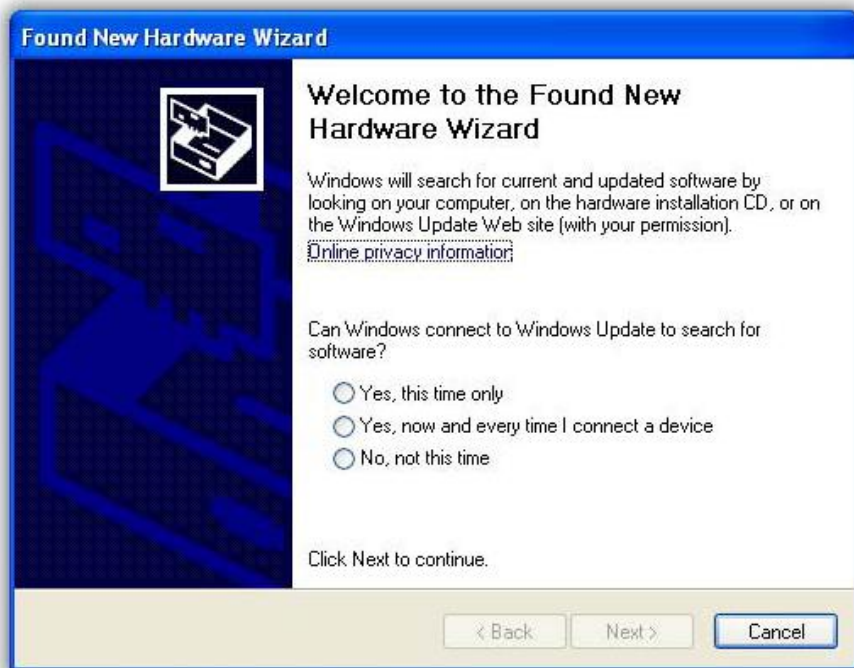 Found New Hardware Wizard
Welcome to the Found New
Hardware Wizard
Windows will search for current and updated software by
looking on your computer, on the hardware installation CD, or on
the Windows Update Web site (with your permission).
Online privacy information
Can Windows connect to Windows Update to search for
software?
Yes, this time only
Yes, now and every time I connect a device
No, not this time
Click Next to continue.
< Back Next > Cancel